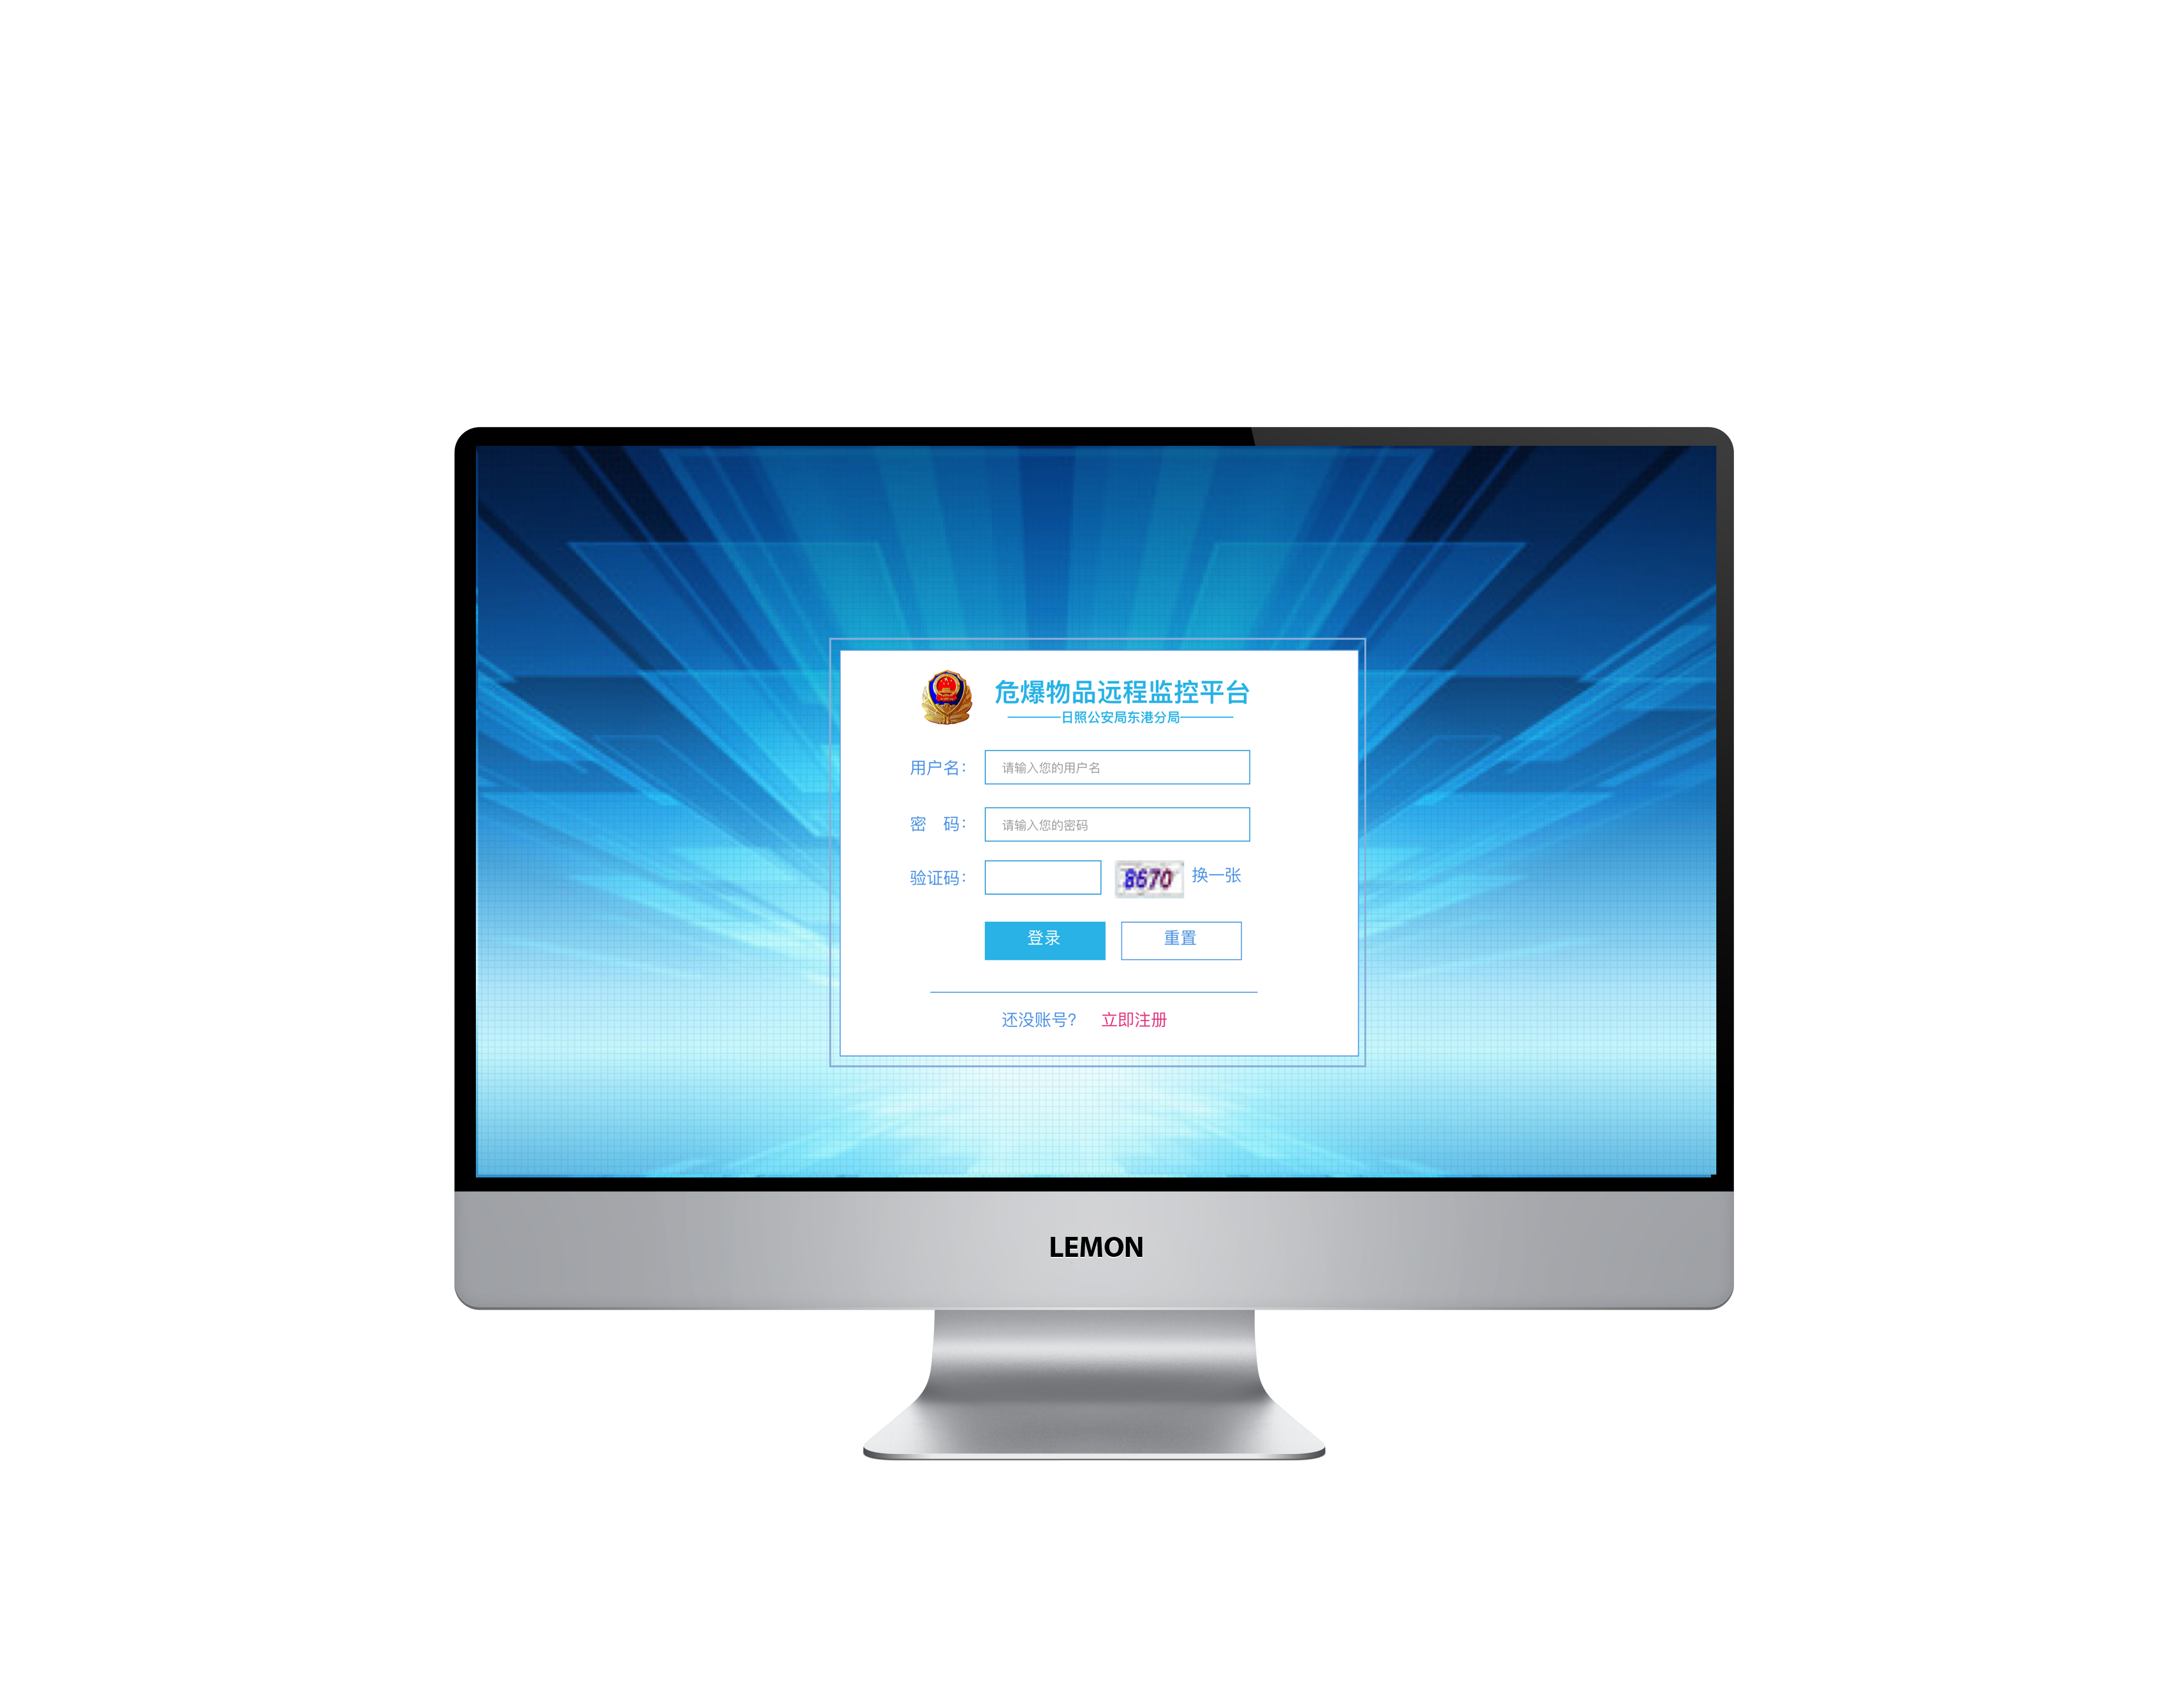 危爆物品远程监控平台
日照公安局东港分局
用户名： 请输入您的用户名
密 码： 请输入您的密码
验证码： 8670 换一张
登录 重置
还没账号? 立即注册
LEMON